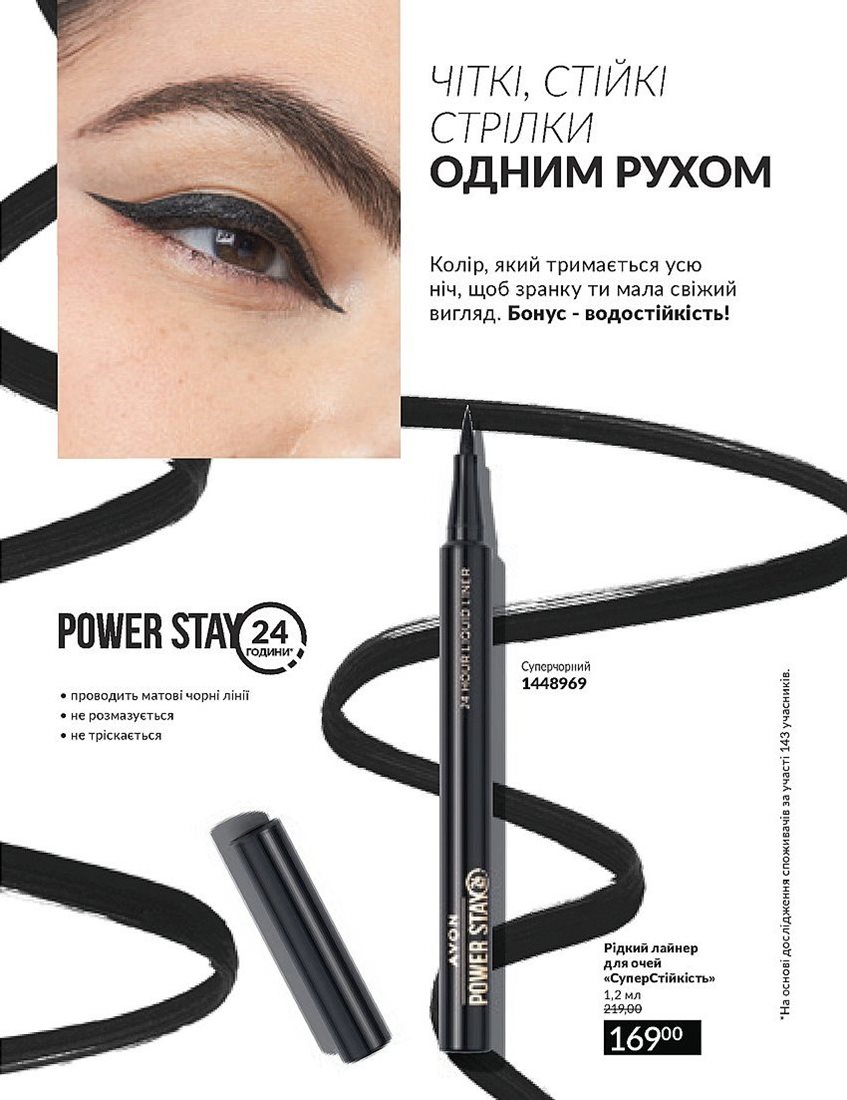 ЧІТКІ, СТІЙКІ
СТРІЛКИ
ОДНИМ РУХОМ
Колір, який тримається усю
ніч, щоб зранку ти мала свіжий
вигляд. Бонус - водостійкість!
POWER STAY 24
ГОДИНИ*
• проводить матові чорні лінії
• не розмазується
• не тріскається
24 HOUR LIQUID LINER
AVON
POWER STAY 24
Суперчорний
1448969
Рідкий лайнер
для очей
«СуперСтійкість»
1,2 мл
219,00
169⁰⁰
*На основі дослідження споживачів за участі 143 учасників.